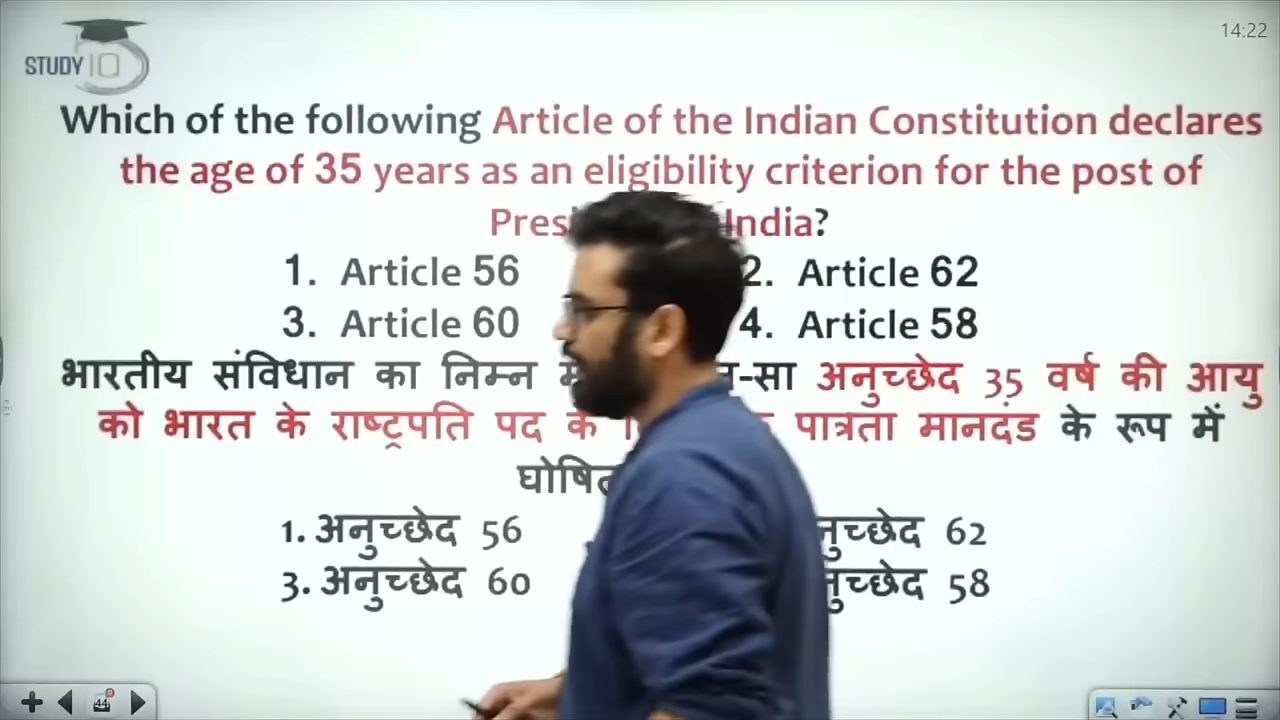 STUDY IQ
14:22
Which of the following Article of the Indian Constitution declares
the age of 35 years as an eligibility criterion for the post of
India?
1. Article 56 2. Article 62
3. Article 60 4. Article 58
भारतीय संविधान का निम्न अनुच्छेद 35 वर्ष की आयु
को भारत के राष्ट्रपति पद के पात्रता मानदंड के रूप में
1. अनुच्छेद 56 62
3. अनुच्छेद 60 58
44